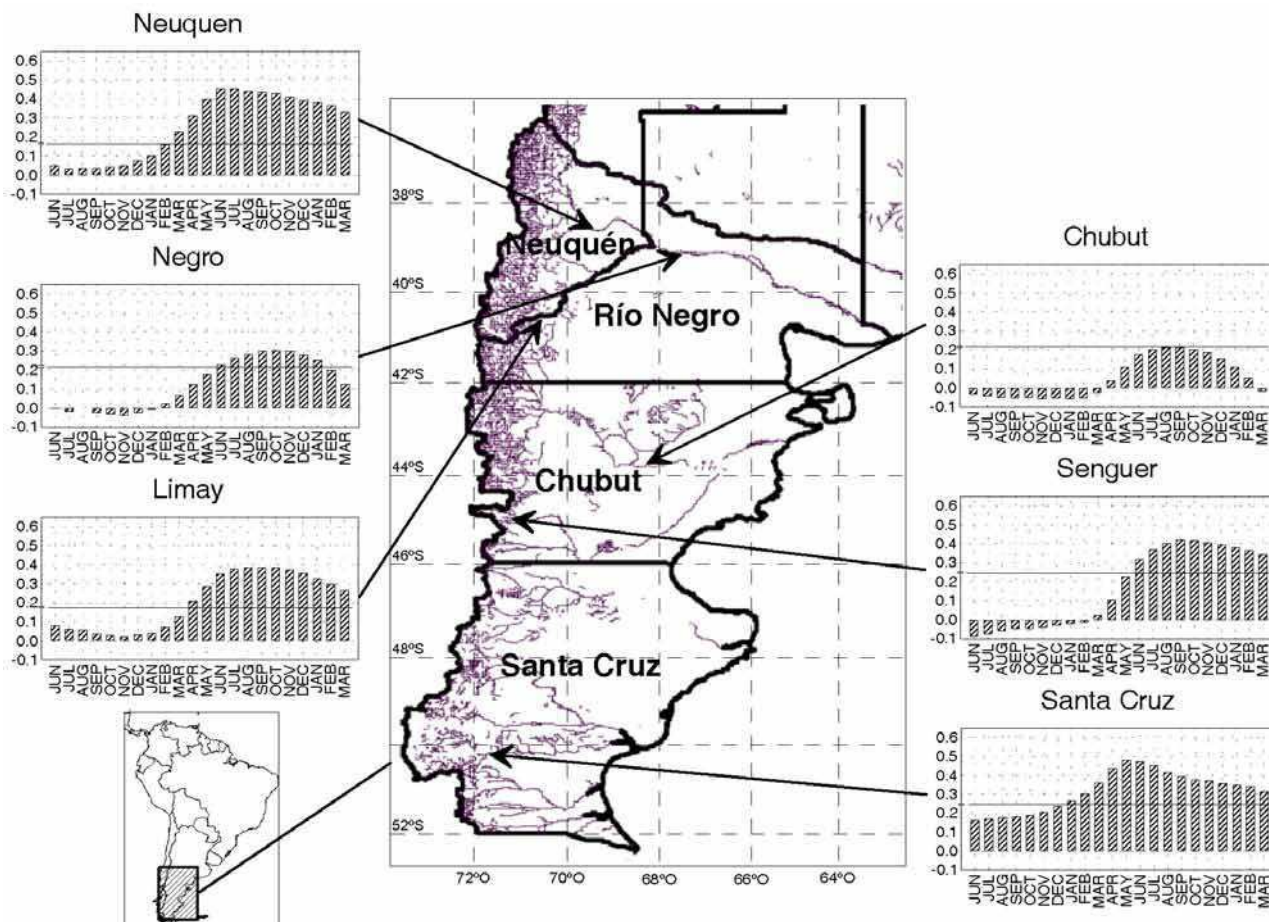 Neuquen
0.6
0.5
0.4
0.3
0.2
0.1
0.0
-0.1
JUN JUL AUG SEP OCT NOV DEC JAN FEB MAR APR MAY JUN JUL AUG SEP OCT NOV DEC JAN FEB MAR
Negro
0.6
0.5
0.4
0.3
0.2
0.1
0.0
-0.1
JUN JUL AUG SEP OCT NOV DEC JAN FEB MAR APR MAY JUN JUL AUG SEP OCT NOV DEC JAN FEB MAR
Limay
0.6
0.5
0.4
0.3
0.2
0.1
0.0
-0.1
JUN JUL AUG SEP OCT NOV DEC JAN FEB MAR APR MAY JUN JUL AUG SEP OCT NOV DEC JAN FEB MAR
38ºS
40ºS
42ºS
44ºS
46ºS
48ºS
52ºS
Neuquén
Río Negro
Chubut
Santa Cruz
72ºO 70ºO 68ºO 66ºO 64ºO
Chubut
0.6
0.5
0.4
0.3
0.2
0.1
0.0
-0.1
JUN JUL AUG SEP OCT NOV DEC JAN FEB MAR APR MAY JUN JUL AUG SEP OCT NOV DEC JAN FEB MAR
Senguer
0.6
0.5
0.4
0.3
0.2
0.1
0.0
-0.1
JUN JUL AUG SEP OCT NOV DEC JAN FEB MAR APR MAY JUN JUL AUG SEP OCT NOV DEC JAN FEB MAR
Santa Cruz
0.6
0.5
0.4
0.3
0.2
0.1
0.0
-0.1
JUN JUL AUG SEP OCT NOV DEC JAN FEB MAR APR MAY JUN JUL AUG SEP OCT NOV DEC JAN FEB MAR